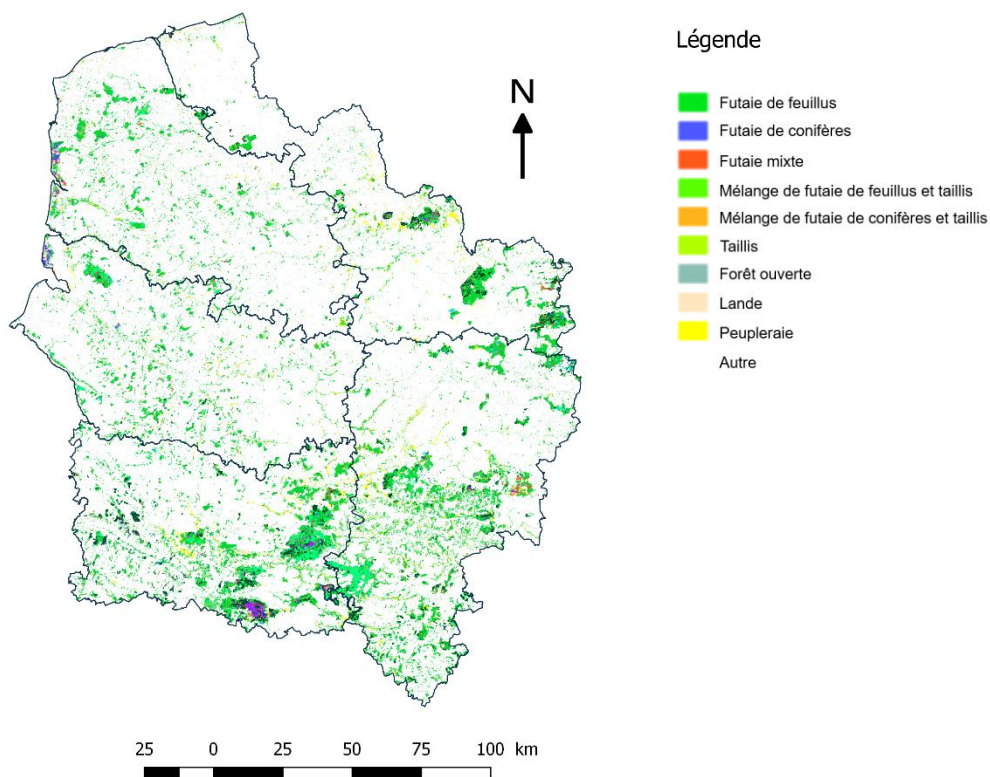 Légende
N
Futaie de feuillus
Futaie de conifères
Futaie mixte
Mélange de futaie de feuillus et taillis
Mélange de futaie de conifères et taillis
Taillis
Forêt ouverte
Lande
Peupleraie
Autre
25 0 25 50 75 100 km